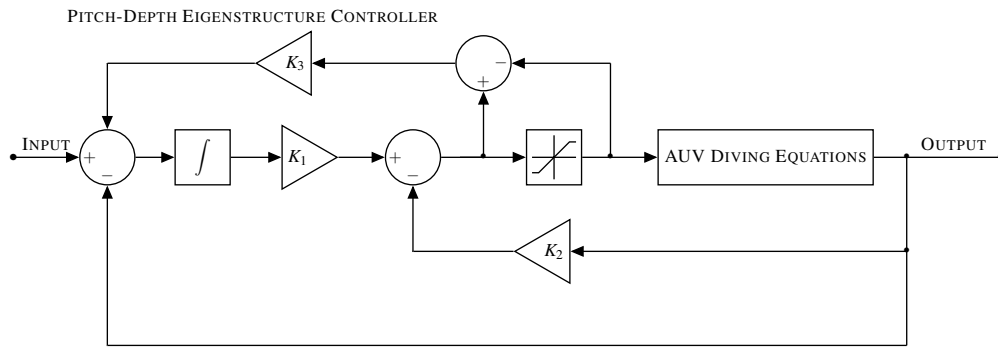 PITCH-DEPTH EIGENSTRUCTURE CONTROLLER
K3
−
+
INPUT
+
−
∫
K1
+
−
AUV DIVING EQUATIONS
OUTPUT
K2